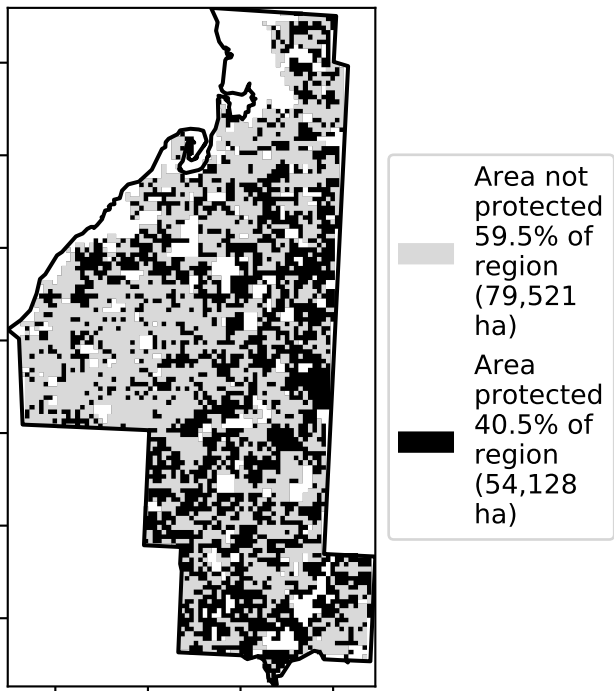 Area not
protected
59.5% of
region
(79,521
ha)
Area
protected
40.5% of
region
(54,128
ha)